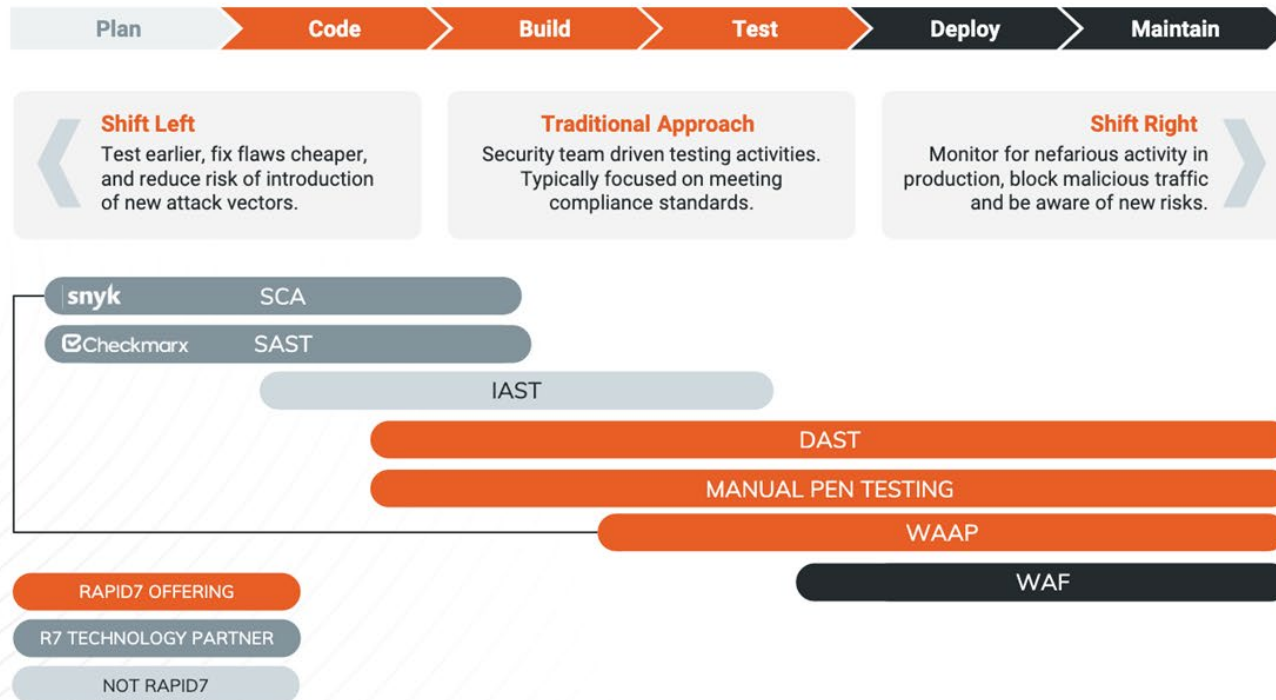 Plan
Code
Build
Test
Deploy
Maintain
Shift Left
Test earlier, fix flaws cheaper,
and reduce risk of introduction
of new attack vectors.
Traditional Approach
Security team driven testing activities.
Typically focused on meeting
compliance standards.
Shift Right
Monitor for nefarious activity in
production, block malicious traffic
and be aware of new risks.
snyk SCA
Checkmarx SAST
IAST
DAST
MANUAL PEN TESTING
WAAP
WAF
RAPID7 OFFERING
R7 TECHNOLOGY PARTNER
NOT RAPID7